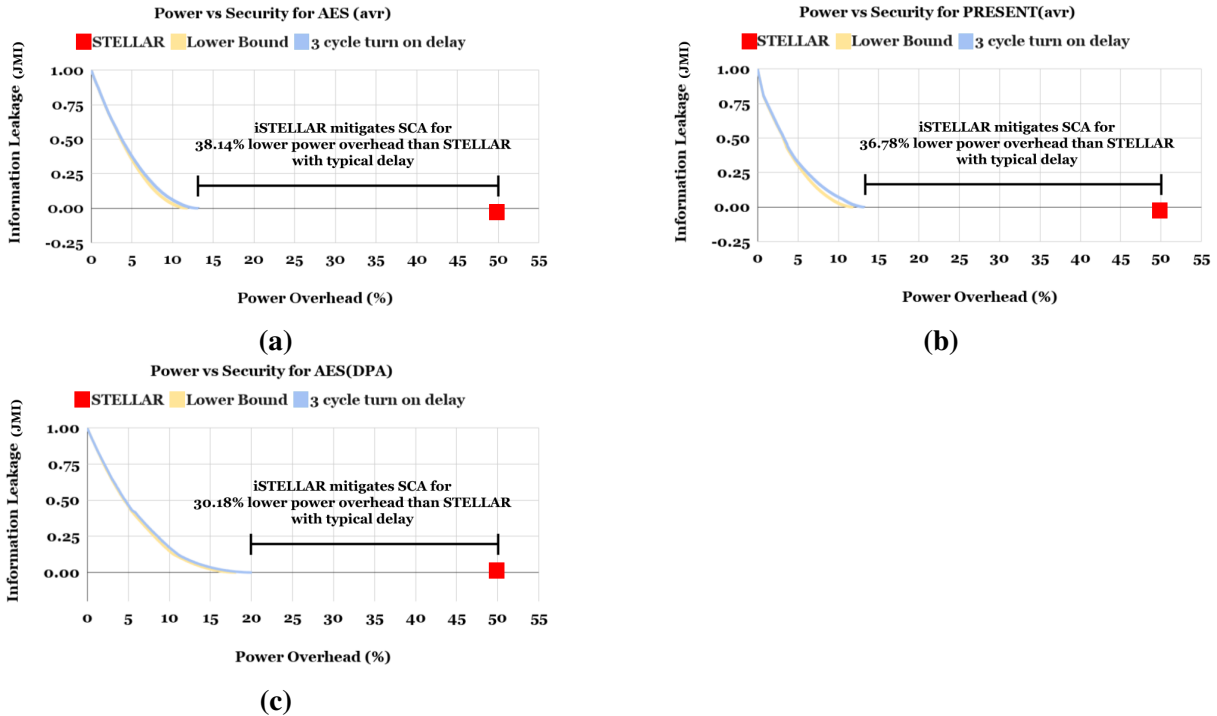 Power vs Security for AES (avr)
STELLAR Lower Bound 3 cycle turn on delay
Information Leakage (JMI)
1.00
0.75
0.50
0.25
0.00
-0.25
iSTELLAR mitigates SCA for
38.14% lower power overhead than STELLAR
with typical delay
0 5 10 15 20 25 30 35 40 45 50 55
Power Overhead (%)
(a)
Power vs Security for PRESENT(avr)
STELLAR Lower Bound 3 cycle turn on delay
Information Leakage (JMI)
1.00
0.75
0.50
0.25
0.00
-0.25
iSTELLAR mitigates SCA for
36.78% lower power overhead than STELLAR
with typical delay
0 5 10 15 20 25 30 35 40 45 50 55
Power Overhead (%)
(b)
Power vs Security for AES(DPA)
STELLAR Lower Bound 3 cycle turn on delay
Information Leakage (JMI)
1.00
0.75
0.50
0.25
0.00
iSTELLAR mitigates SCA for
30.18% lower power overhead than STELLAR
with typical delay
0 5 10 15 20 25 30 35 40 45 50 55
Power Overhead (%)
(c)